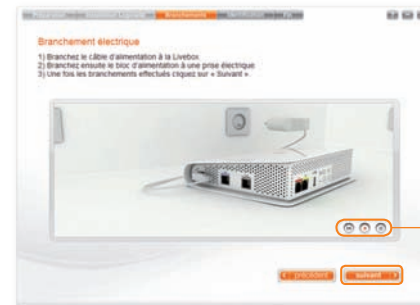 Branchement
Branchement électrique
1) Branchez le câble d'alimentation à la Livebox
2) Branchez ensuite le bloc d'alimentation à une prise électrique
3) Une fois les branchements effectués cliquez sur « Suivant ».
précédent
suivant